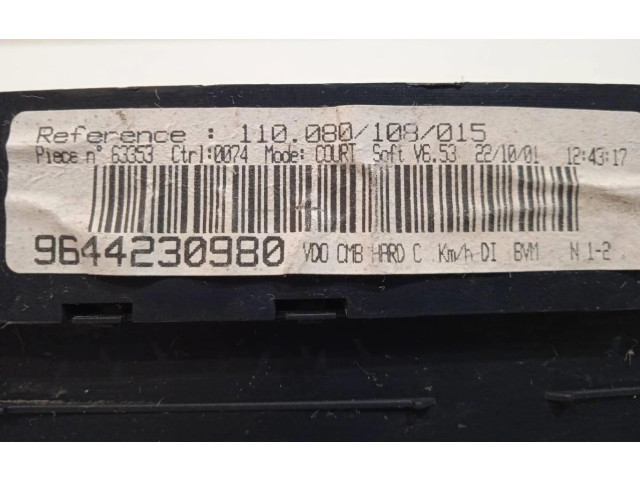 Reference : 110.080/108/015
Piece n° 63353 Ctrl:0074 Mode: COURT Soft V6.53 22/10/01 12:43:17
9644230980 VDO CMB HARD C Km/h DI BVM N 1-2